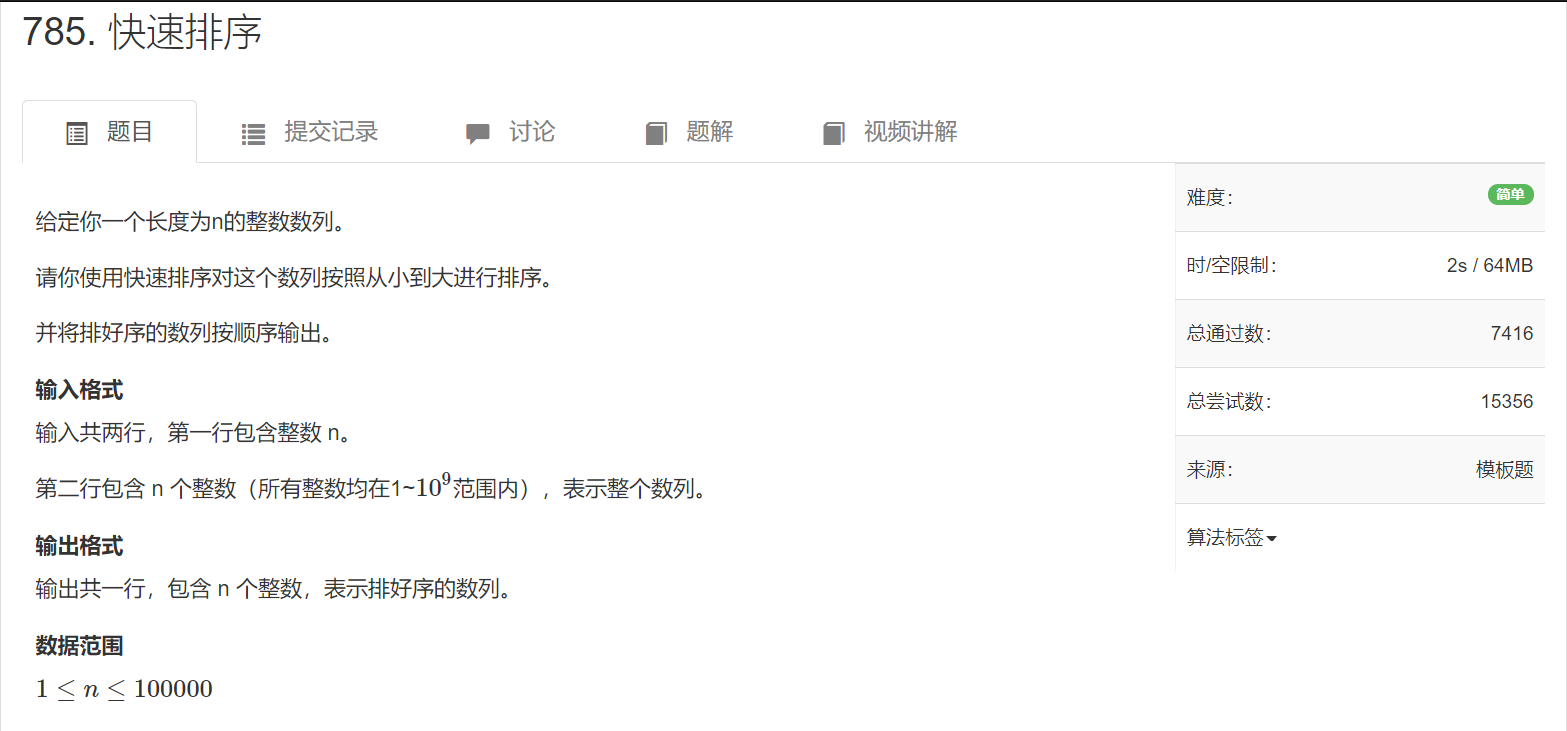 785. 快速排序
题目 提交记录 讨论 题解 视频讲解
给定你一个长度为n的整数数列。
请你使用快速排序对这个数列按照从小到大进行排序。
并将排好序的数列按顺序输出。
输入格式
输入共两行，第一行包含整数 n。
第二行包含 n 个整数（所有整数均在1~10⁹范围内），表示整个数列。
输出格式
输出共一行，包含 n 个整数，表示排好序的数列。
数据范围
1 ≤ n ≤ 100000
难度： 简单
时/空限制： 2s / 64MB
总通过数： 7416
总尝试数： 15356
来源： 模板题
算法标签